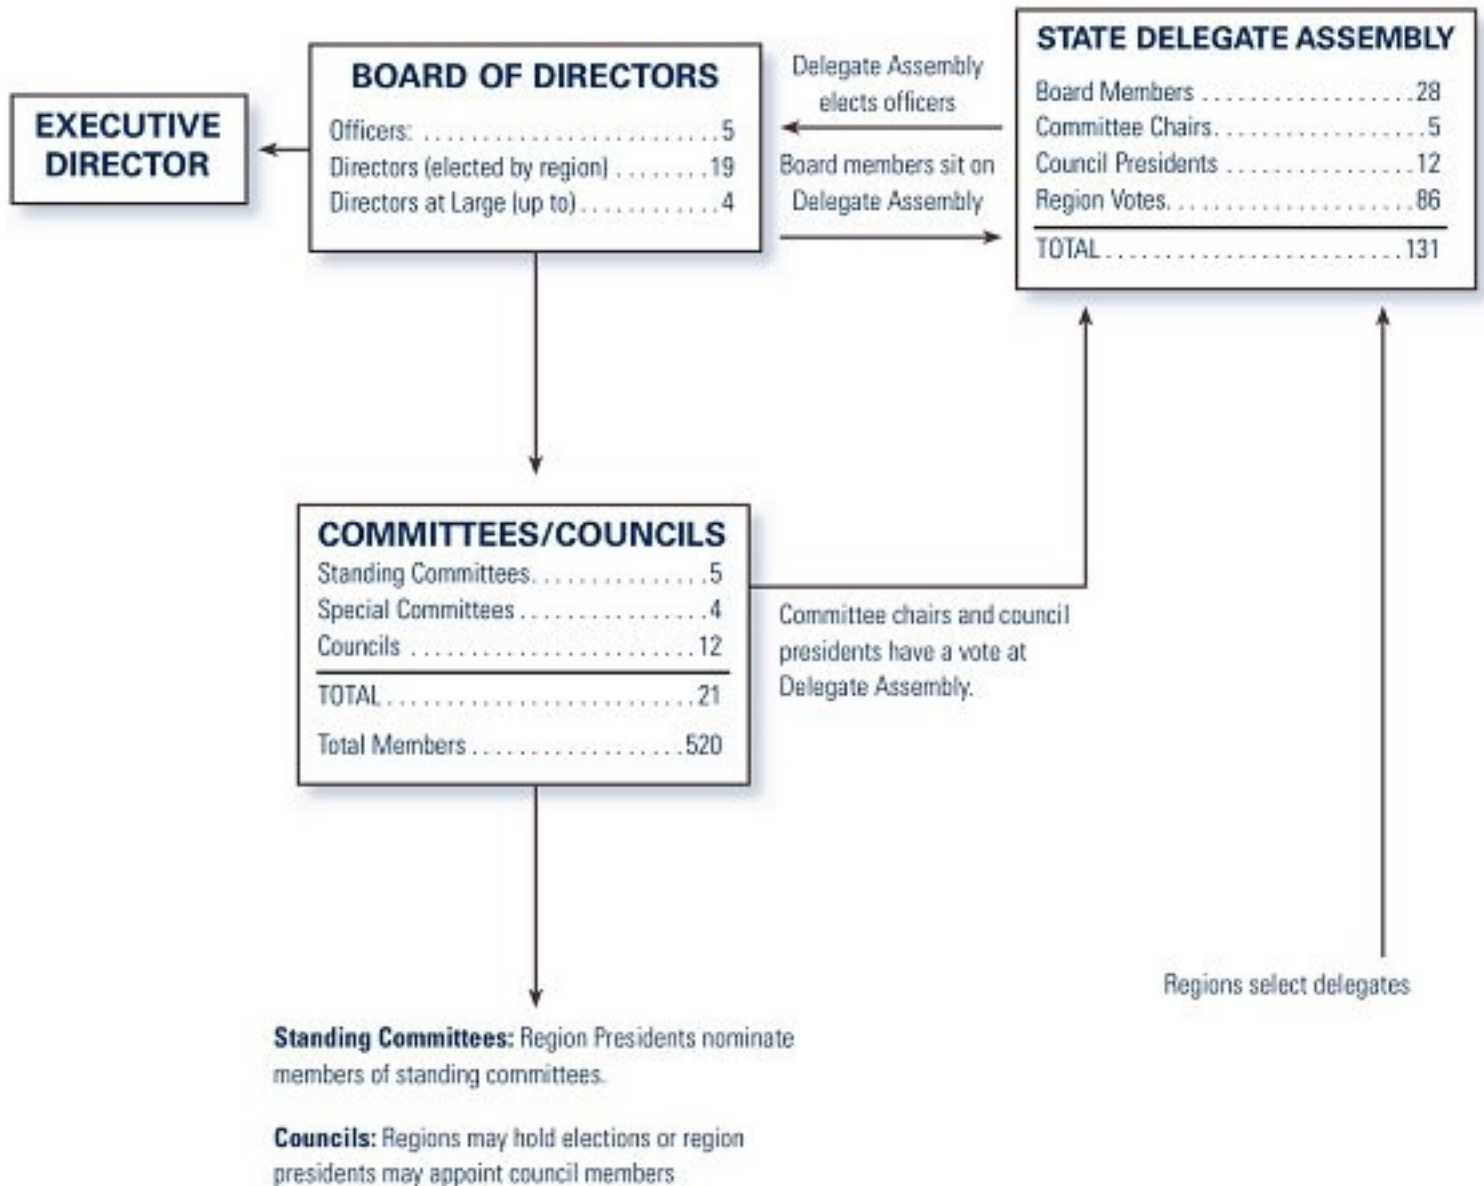 EXECUTIVE
DIRECTOR
BOARD OF DIRECTORS
Officers: ........................5
Directors (elected by region) ........19
Directors at Large (up to)............4
Delegate Assembly
elects officers
Board members sit on
Delegate Assembly
STATE DELEGATE ASSEMBLY
Board Members ..................28
Committee Chairs..................5
Council Presidents ................12
Region Votes.....................86
TOTAL.........................131
COMMITTEES/COUNCILS
Standing Committees...............5
Special Committees ................4
Councils ........................12
TOTAL..........................21
Total Members ..................520
Committee chairs and council
presidents have a vote at
Delegate Assembly.
Regions select delegates
Standing Committees: Region Presidents nominate
members of standing committees.
Councils: Regions may hold elections or region
presidents may appoint council members